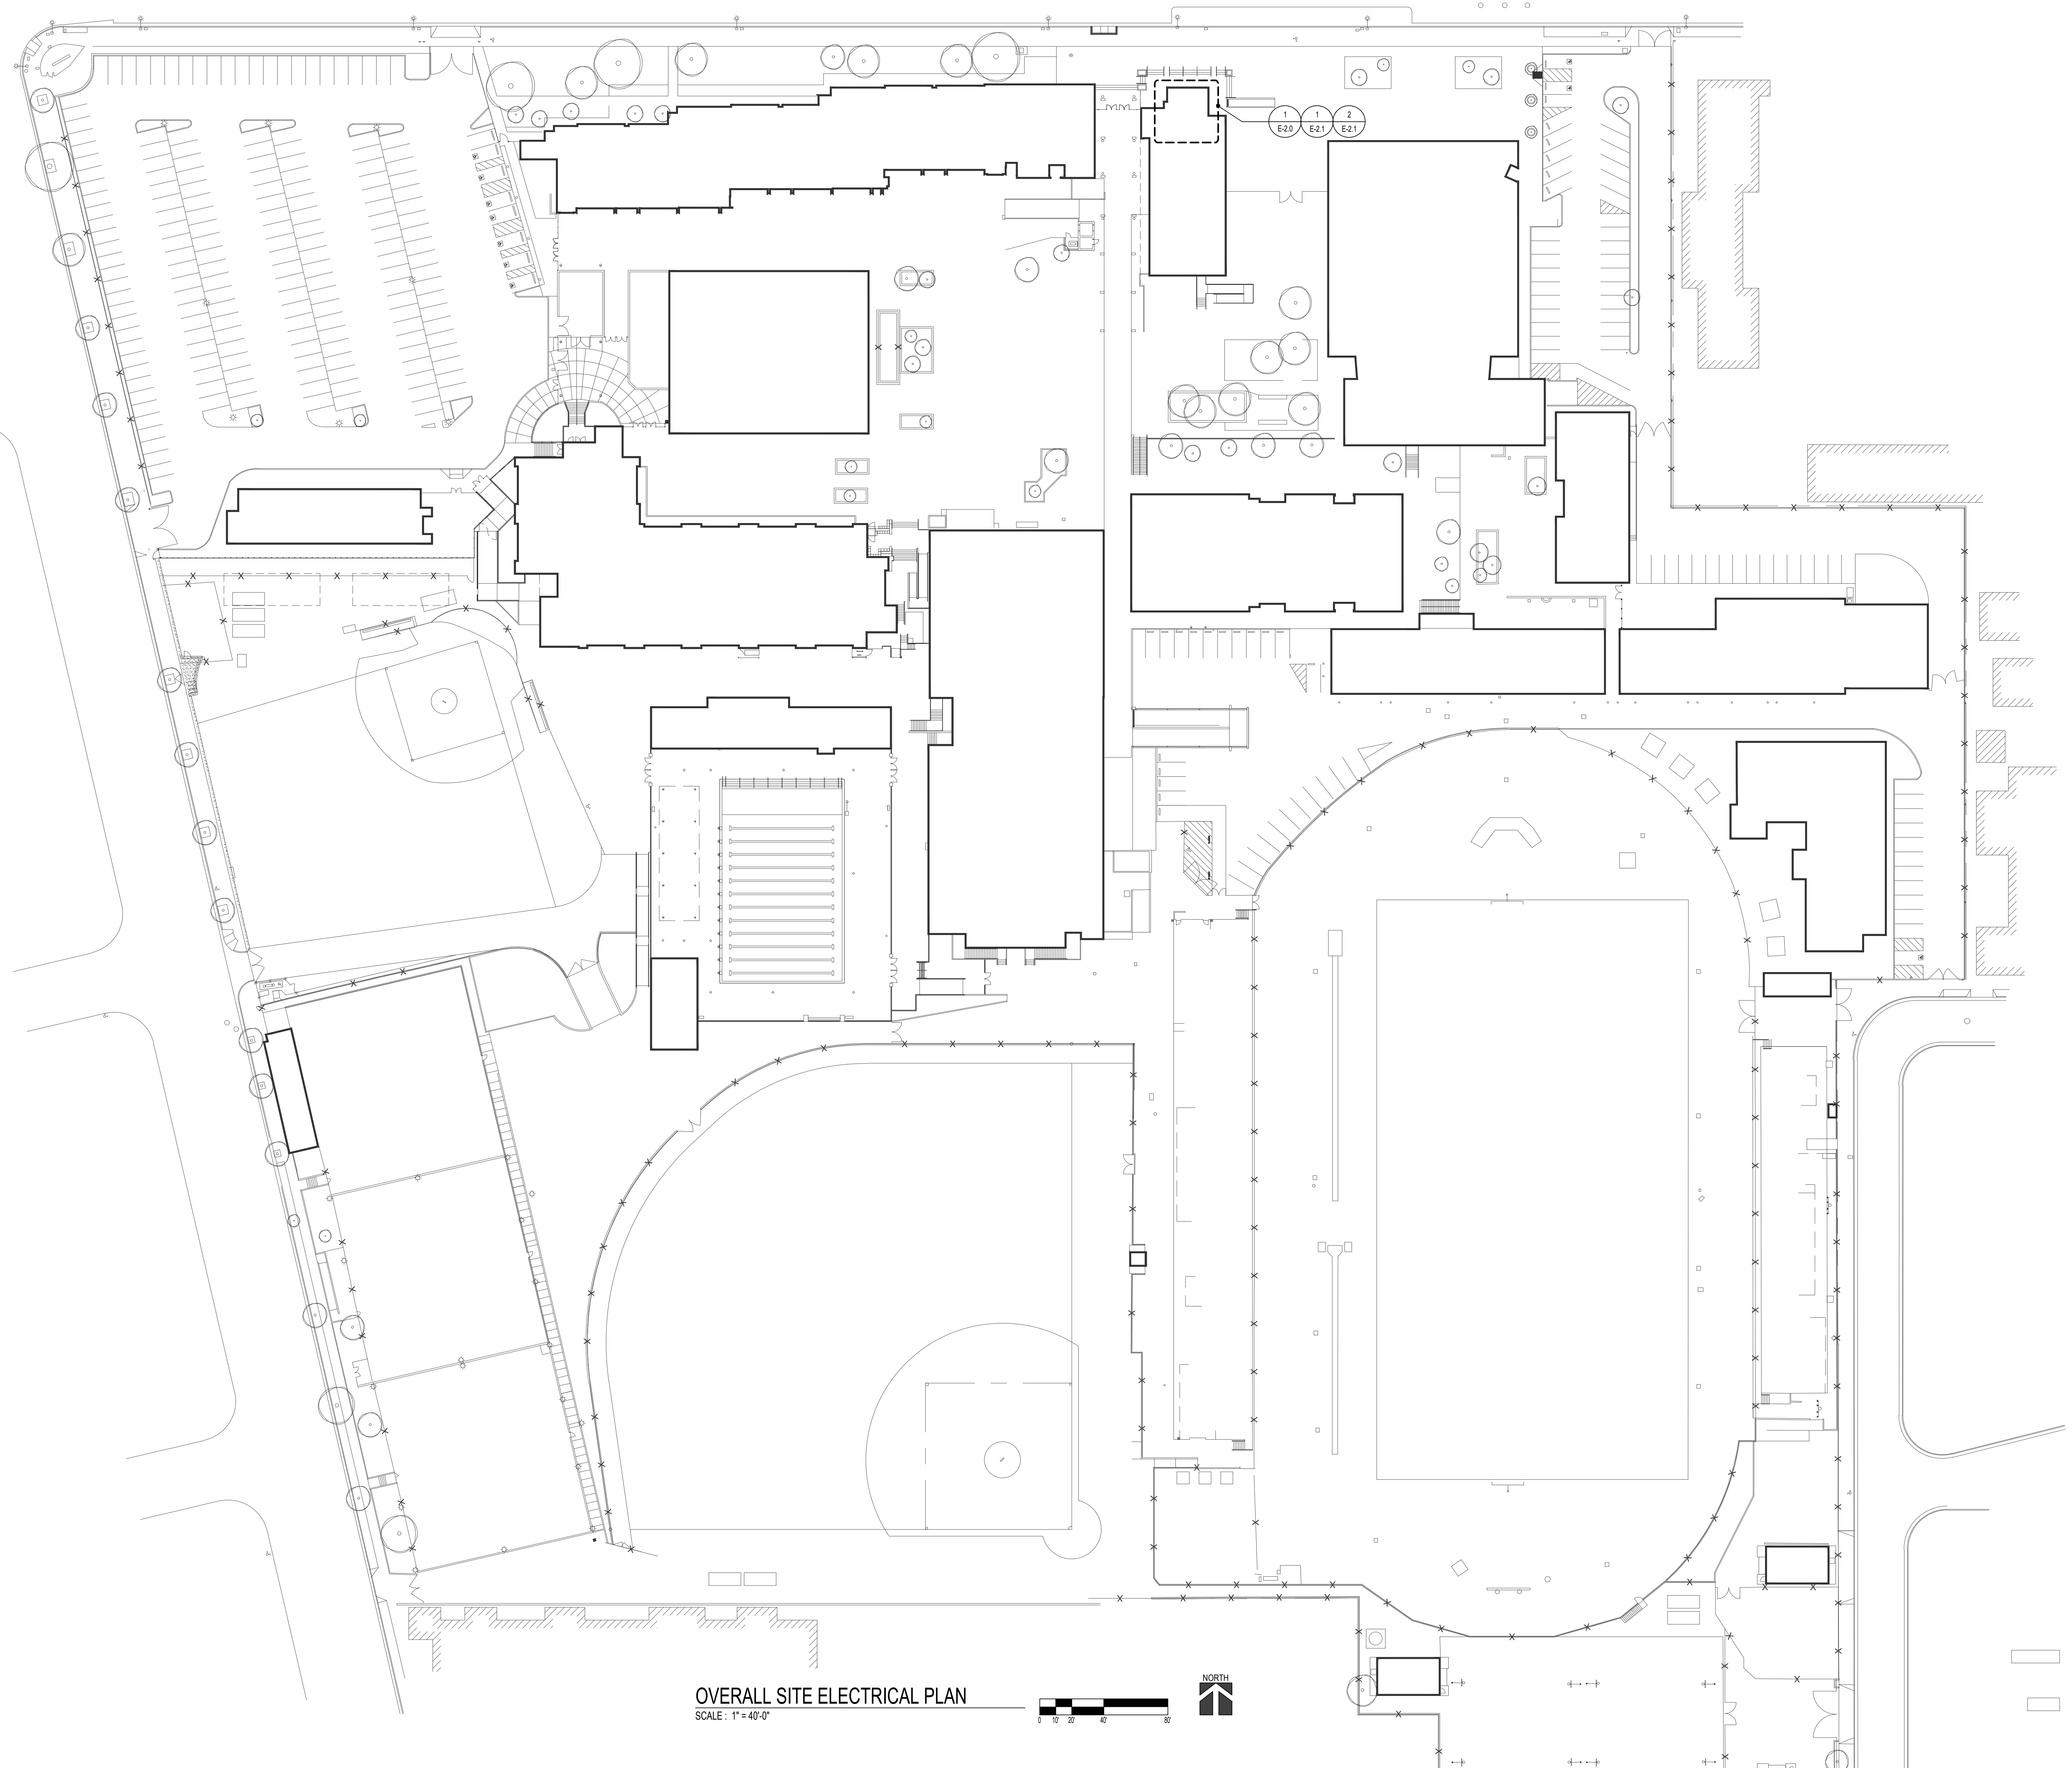 1 1 2
E-2.0 E-2.1 E-2.1
OVERALL SITE ELECTRICAL PLAN
SCALE : 1" = 40'-0"
0 10' 20' 40' 80'
NORTH